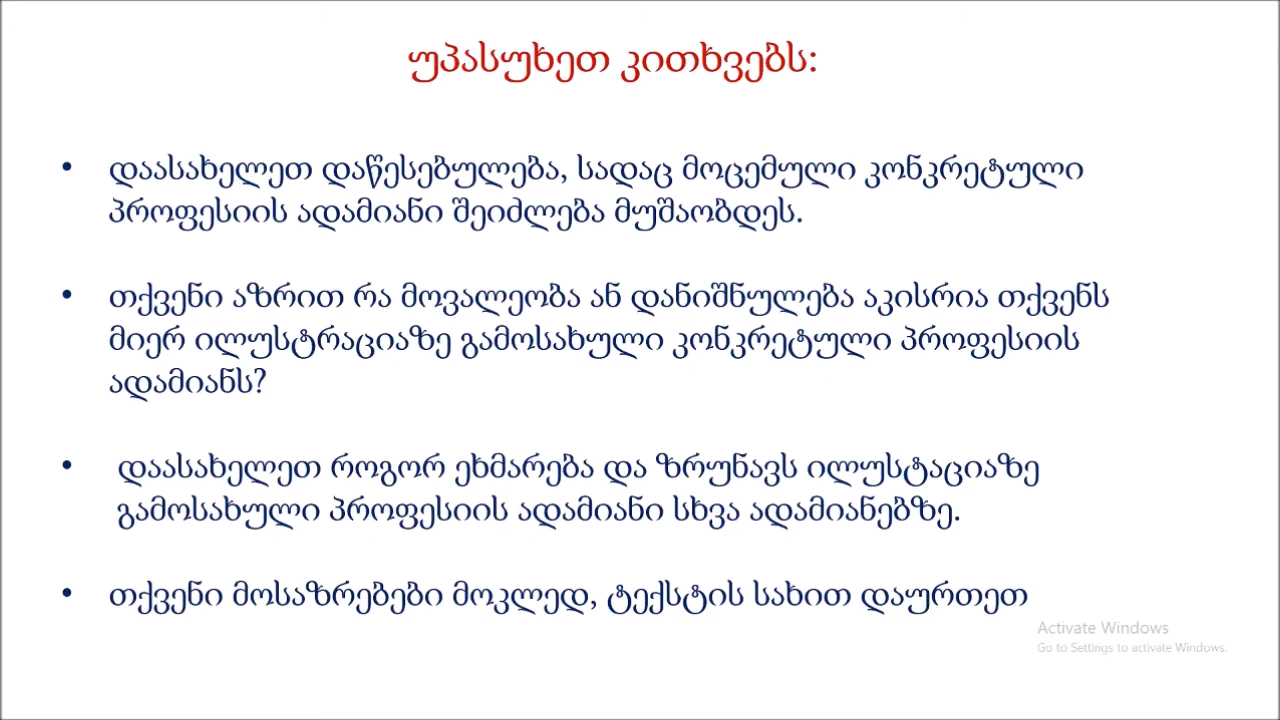 უპასუხეთ კითხვებს:
• დაასახელეთ დაწესებულება, სადაც მოცემული კონკრეტული
პროფესიის ადამიანი შეიძლება მუშაობდეს.
• თქვენი აზრით რა მოვალეობა ან დანიშნულება აკისრია თქვენს
მიერ ილუსტრაციაზე გამოსახული კონკრეტული პროფესიის
ადამიანს?
• დაასახელეთ როგორ ეხმარება და ზრუნავს ილუსტაციაზე
გამოსახული პროფესიის ადამიანი სხვა ადამიანებზე.
• თქვენი მოსაზრებები მოკლედ, ტექსტის სახით დაურთეთ
Activate Windows
Go to Settings to activate Windows.